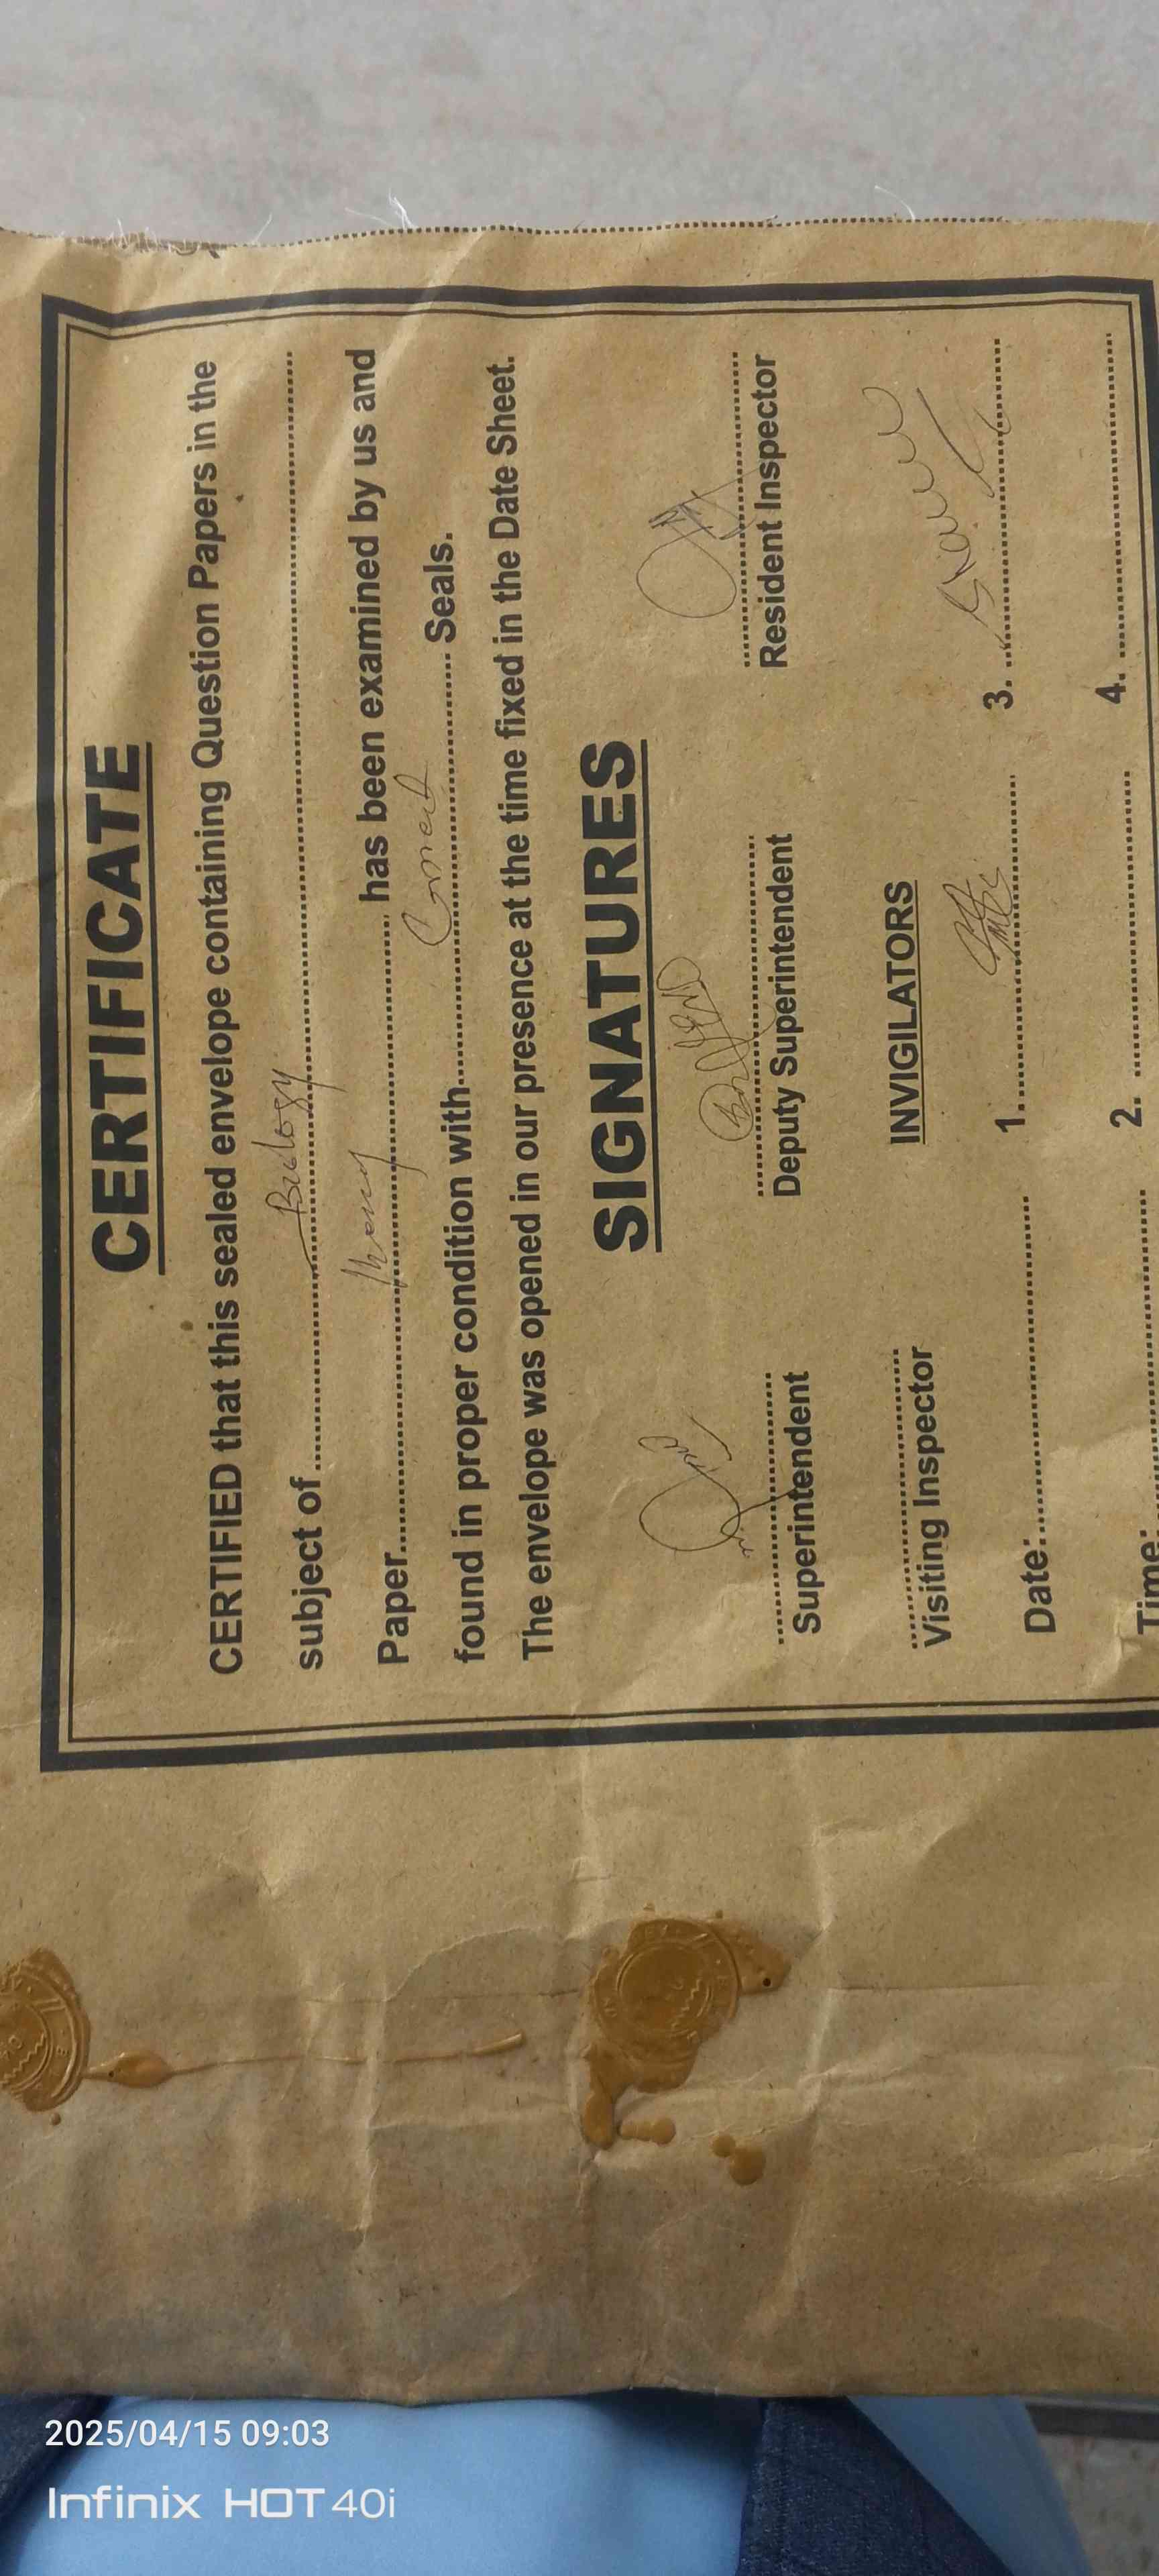 CERTIFICATE
CERTIFIED that this sealed envelope containing Question Papers in the
subject of Biology
Paper has been examined by us and
found in proper condition with Correct Seals.
The envelope was opened in our presence at the time fixed in the Date Sheet.
SIGNATURES
Superintendent Deputy Superintendent Resident Inspector
Visiting Inspector INVIGILATORS
Date: 1. 3.
Time: 2. 4.
2025/04/15 09:03
Infinix HOT 40i